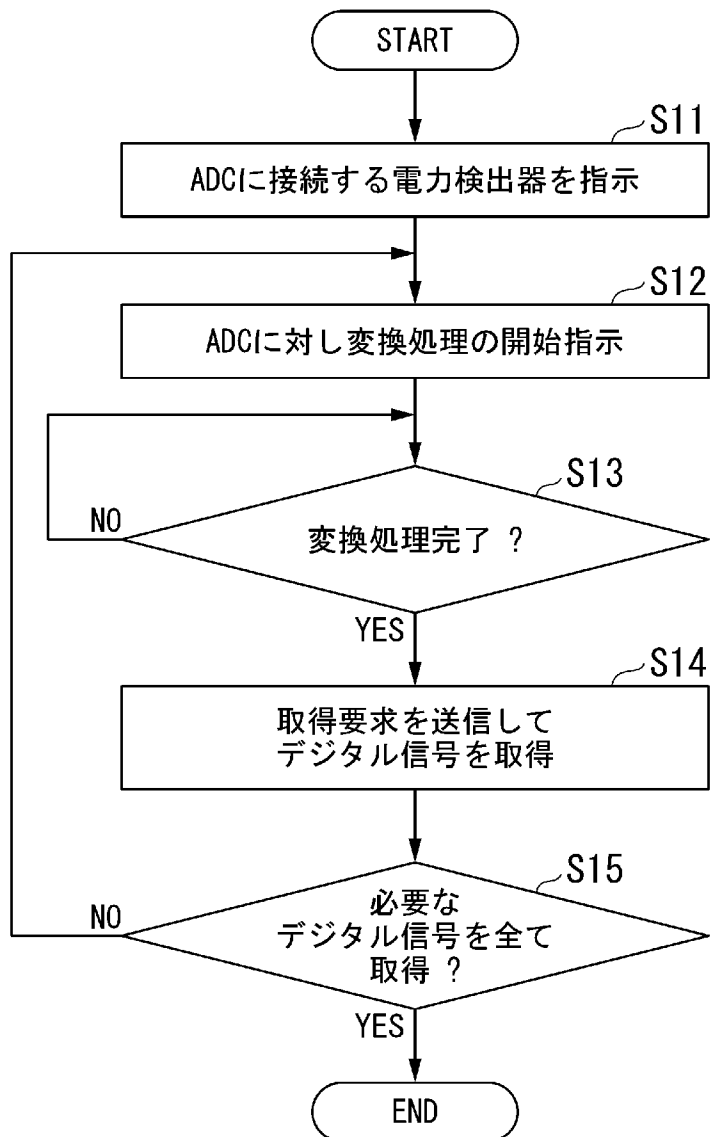 START
S11
ADCに接続する電力検出器を指示
S12
ADCに対し変換処理の開始指示
S13
変換処理完了 ?
NO
YES
S14
取得要求を送信して
デジタル信号を取得
S15
必要な
デジタル信号を全て
取得 ?
NO
YES
END